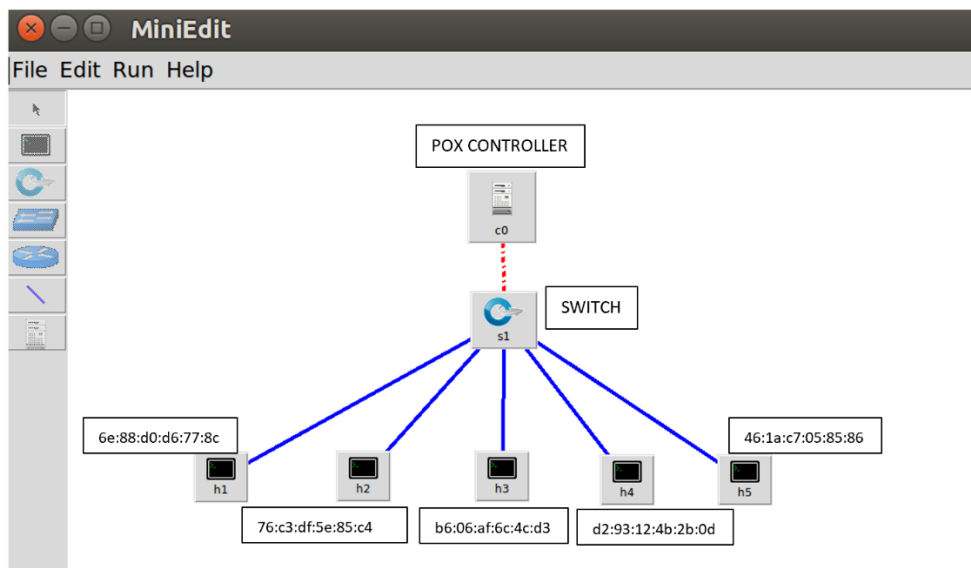 MiniEdit
File Edit Run Help
POX CONTROLLER
c0
SWITCH
s1
6e:88:d0:d6:77:8c
46:1a:c7:05:85:86
h1
h2
h3
h4
h5
76:c3:df:5e:85:c4
b6:06:af:6c:4c:d3
d2:93:12:4b:2b:0d